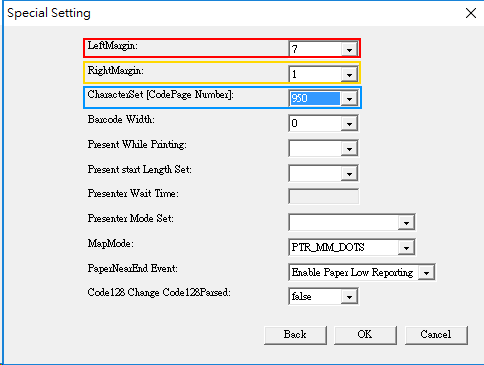 Special Setting
LeftMargin: 7
RightMargin: 1
CharacterSet [CodePage Number]: 950
Barcode Width: 0
Present While Printing:
Present start Length Set:
Presenter Wait Time:
Presenter Mode Set:
MapMode: PTR_MM_DOTS
PaperNearEnd Event: Enable Paper Low Reporting
Code128 Change Code128Parsed: false
Back OK Cancel